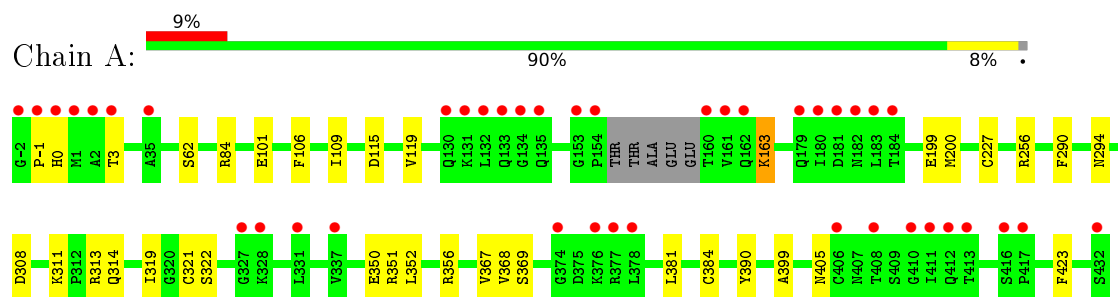 9%
Chain A:
90%
8%
G-2 P-1 H0 M1 A2 T3 A35 S62 R84 E101 F106 I109 D115 V119 Q130 K131 L132 Q133 G134 Q135 Q153 P154 THR THR ALA GLU GLU T160 V161 Q162 K163 Q179 I180 D181 N182 L183 T184 E199 M200 C227 R256 F290 N294
D308 K311 P312 R313 Q314 I319 G320 C321 S322 G327 K328 L331 V337 E350 R351 L352 R356 V367 V368 S369 G374 D375 K376 R377 L378 L381 C384 Y390 A399 N405 C406 N407 T408 S409 G410 I411 Q412 T413 S416 P417 F423 S432